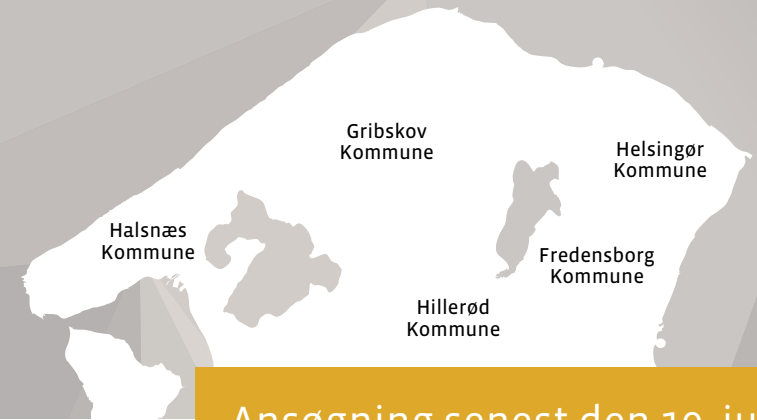 Gribskov
Kommune
Helsingør
Kommune
Halsnæs
Kommune
Fredensborg
Kommune
Hillerød
Kommune
Ansøgning senest den 10.